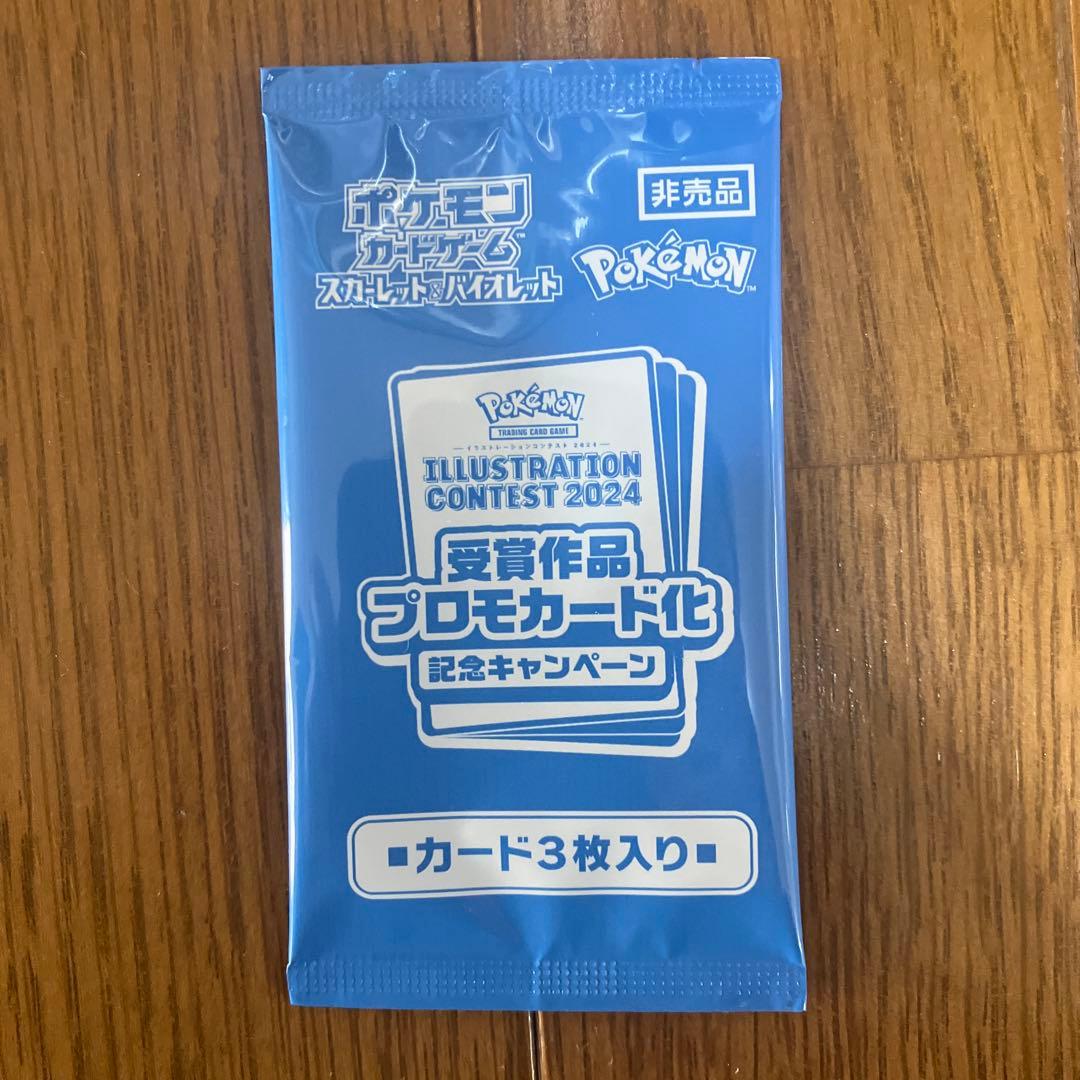 ポケモン
カードゲーム™
スカーレット&バイオレット
非売品
POKéMON™
POKéMON
TRADING CARD GAME
イラストレーションコンテスト 2024
ILLUSTRATION
CONTEST 2024
受賞作品
プロモカード化
記念キャンペーン
■カード3枚入り■